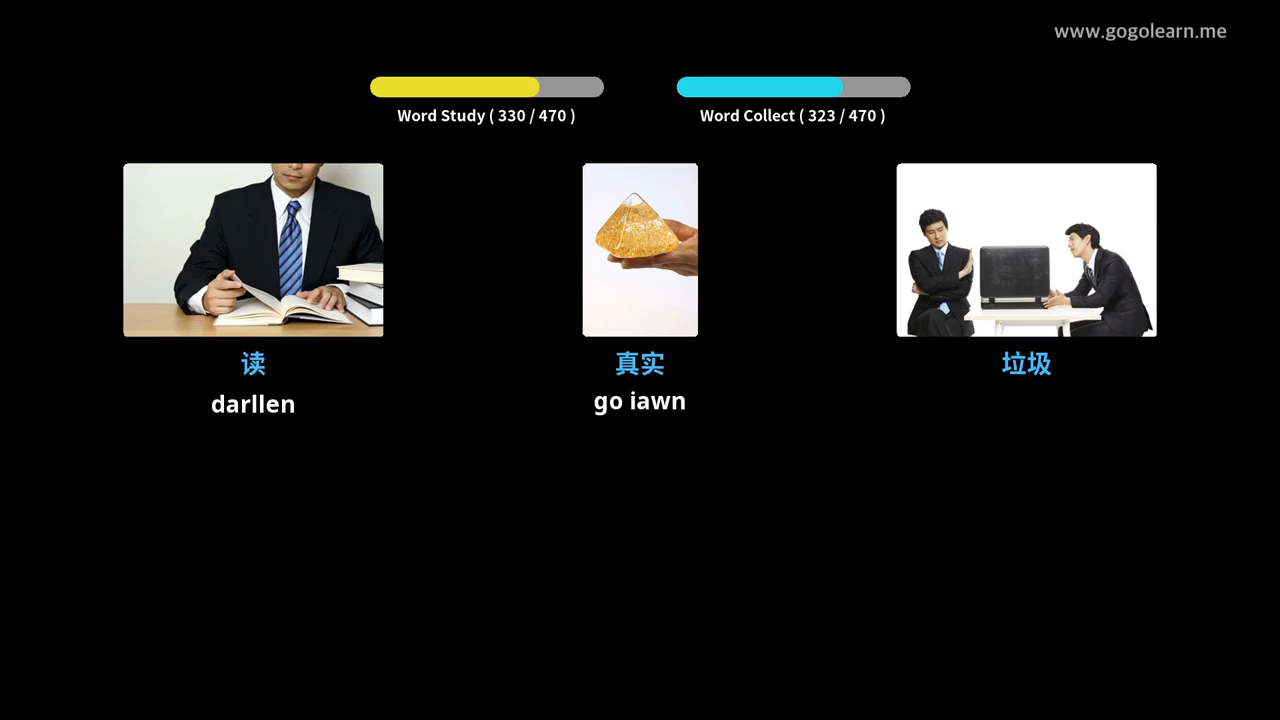 www.gogolearn.me
Word Study ( 330 / 470 )
Word Collect ( 323 / 470 )
读
真实
垃圾
darllen
go iawn